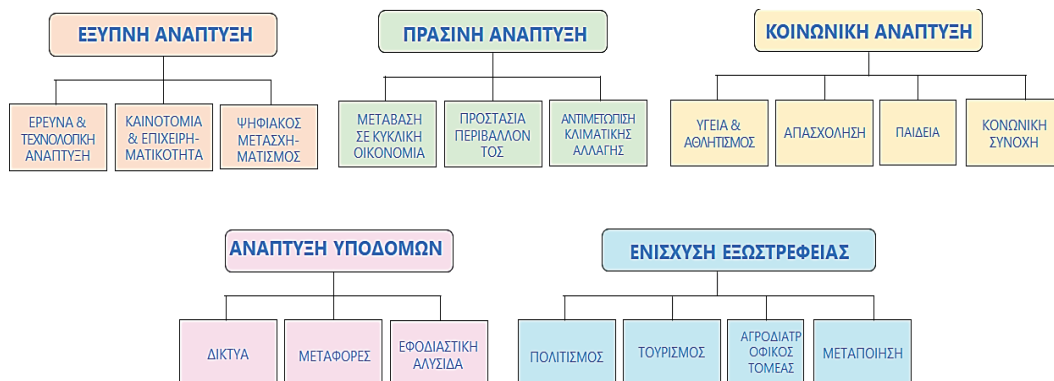 ΕΞΥΠΝΗ ΑΝΑΠΤΥΞΗ
ΕΡΕΥΝΑ &
ΤΕΧΝΟΛΟΓΙΚΗ
ΑΝΑΠΤΥΞΗ
ΚΑΙΝΟΤΟΜΙΑ
& ΕΠΙΧΕΙΡΗ-
ΜΑΤΙΚΟΤΗΤΑ
ΨΗΦΙΑΚΟΣ
ΜΕΤΑΣΧΗ-
ΜΑΤΙΣΜΟΣ
ΠΡΑΣΙΝΗ ΑΝΑΠΤΥΞΗ
ΜΕΤΑΒΑΣΗ
ΣΕ ΚΥΚΛΙΚΗ
ΟΙΚΟΝΟΜΙΑ
ΠΡΟΣΤΑΣΙΑ
ΠΕΡΙΒΑΛΛΟΝ
ΤΟΣ
ΑΝΤΙΜΕΤΩΠΙΣΗ
ΚΛΙΜΑΤΙΚΗΣ
ΑΛΛΑΓΗΣ
ΚΟΙΝΩΝΙΚΗ ΑΝΑΠΤΥΞΗ
ΥΓΕΙΑ &
ΑΘΛΗΤΙΣΜΟΣ
ΑΠΑΣΧΟΛΗΣΗ
ΠΑΙΔΕΙΑ
ΚΟΝΩΝΙΚΗ
ΣΥΝΟΧΗ
ΑΝΑΠΤΥΞΗ ΥΠΟΔΟΜΩΝ
ΔΙΚΤΥΑ
ΜΕΤΑΦΟΡΕΣ
ΕΦΟΔΙΑΣΤΙΚΗ
ΑΛΥΣΙΔΑ
ΕΝΙΣΧΥΣΗ ΕΞΩΣΤΡΕΦΕΙΑΣ
ΠΟΛΙΤΙΣΜΟΣ
ΤΟΥΡΙΣΜΟΣ
ΑΓΡΟΔΙΑΤΡ
ΟΦΙΚΟΣ
ΤΟΜΕΑΣ
ΜΕΤΑΠΟΙΗΣΗ